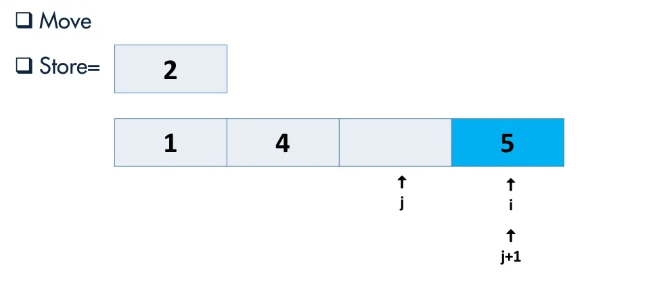 Move
Store= 2
1 4 5
↑ ↑
j i
↑
j+1